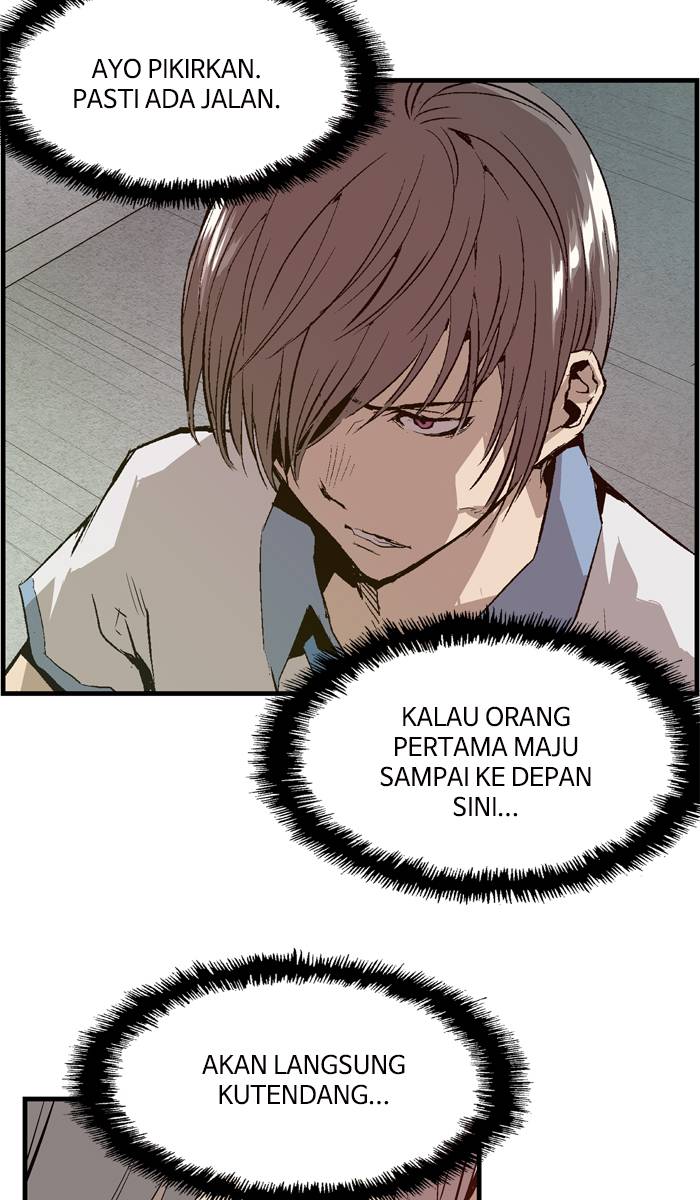 AYO PIKIRKAN.
PASTI ADA JALAN.
KALAU ORANG
PERTAMA MAJU
SAMPAI KE DEPAN
SINI...
AKAN LANGSUNG
KUTENDANG...